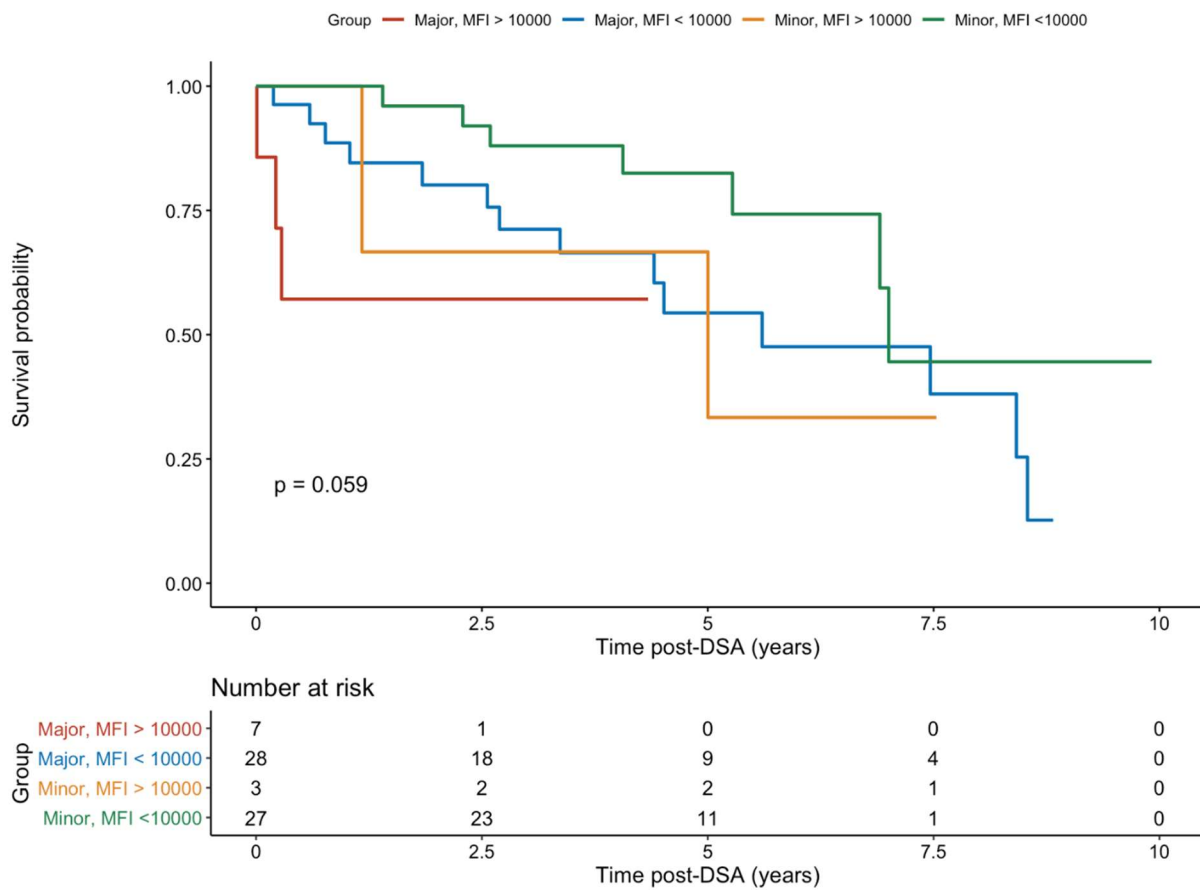 Group Major, MFI > 10000 Major, MFI < 10000 Minor, MFI > 10000 Minor, MFI <10000
Survival probability
1.00
0.75
0.50
0.25
0.00
p = 0.059
0 2.5 5 7.5 10
Time post-DSA (years)
Number at risk
Group
Major, MFI > 10000 7 1 0 0 0
Major, MFI < 10000 28 18 9 4 0
Minor, MFI > 10000 3 2 2 1 0
Minor, MFI <10000 27 23 11 1 0
0 2.5 5 7.5 10
Time post-DSA (years)